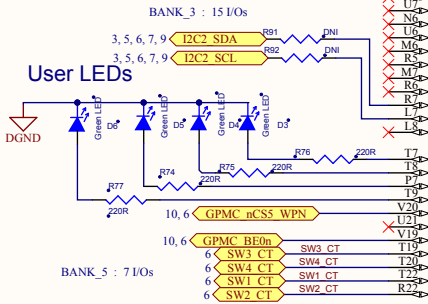 BANK_3 : 15 I/Os
U7
N6
U6
M6
R5
M7
R6
R7
L7
L8
3, 5, 6, 7, 9 I2C2_SDA R91 DNI
3, 5, 6, 7, 9 I2C2_SCL R92 DNI
User LEDs
DGND
Green LED D6
Green LED D5
Green LED D4
Green LED D3
R76 220R T7
R75 220R T8
R74 220R P7
R77 220R T9
10, 6 GPMC_nCS5_WPN V20
U21
10, 6 GPMC_BE0n V19
6 SW3_CT SW3_CT T19
BANK_5 : 7 I/Os
6 SW4_CT SW4_CT T20
6 SW1_CT SW1_CT T22
6 SW2_CT SW2_CT R22